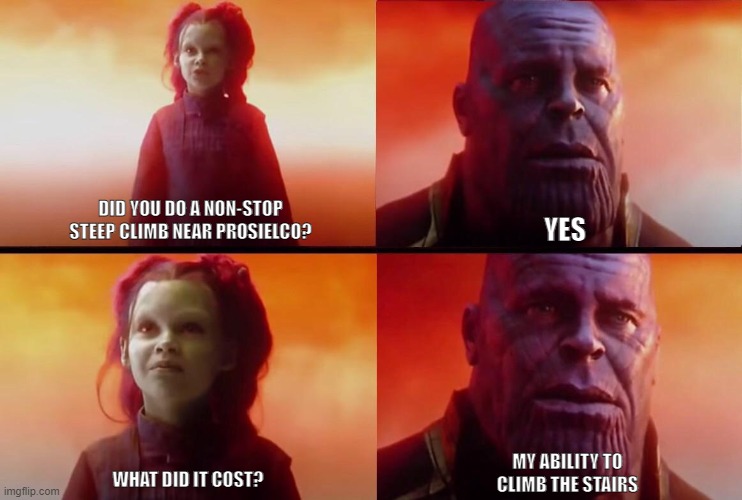 DID YOU DO A NON-STOP
STEEP CLIMB NEAR PROSIELCO?
YES
WHAT DID IT COST?
MY ABILITY TO
CLIMB THE STAIRS
imgflip.com